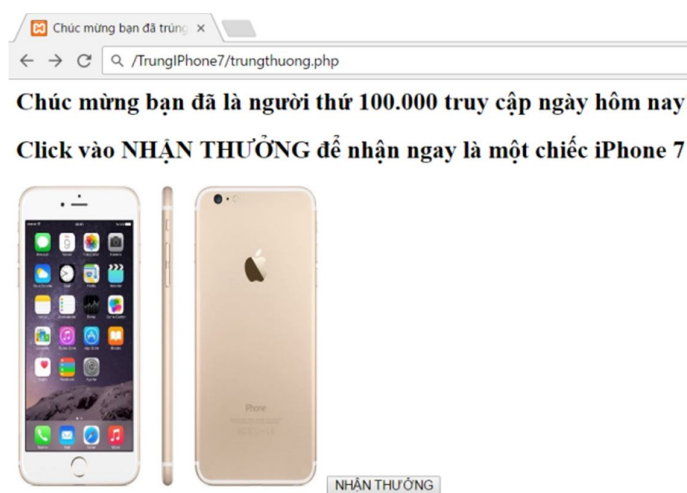 Chúc mừng bạn đã trúng
/TrungIPhone7/trungthuong.php
Chúc mừng bạn đã là người thứ 100.000 truy cập ngày hôm nay
Click vào NHẬN THƯỞNG để nhận ngay là một chiếc iPhone 7
iPhone
NHẬN THƯỞNG